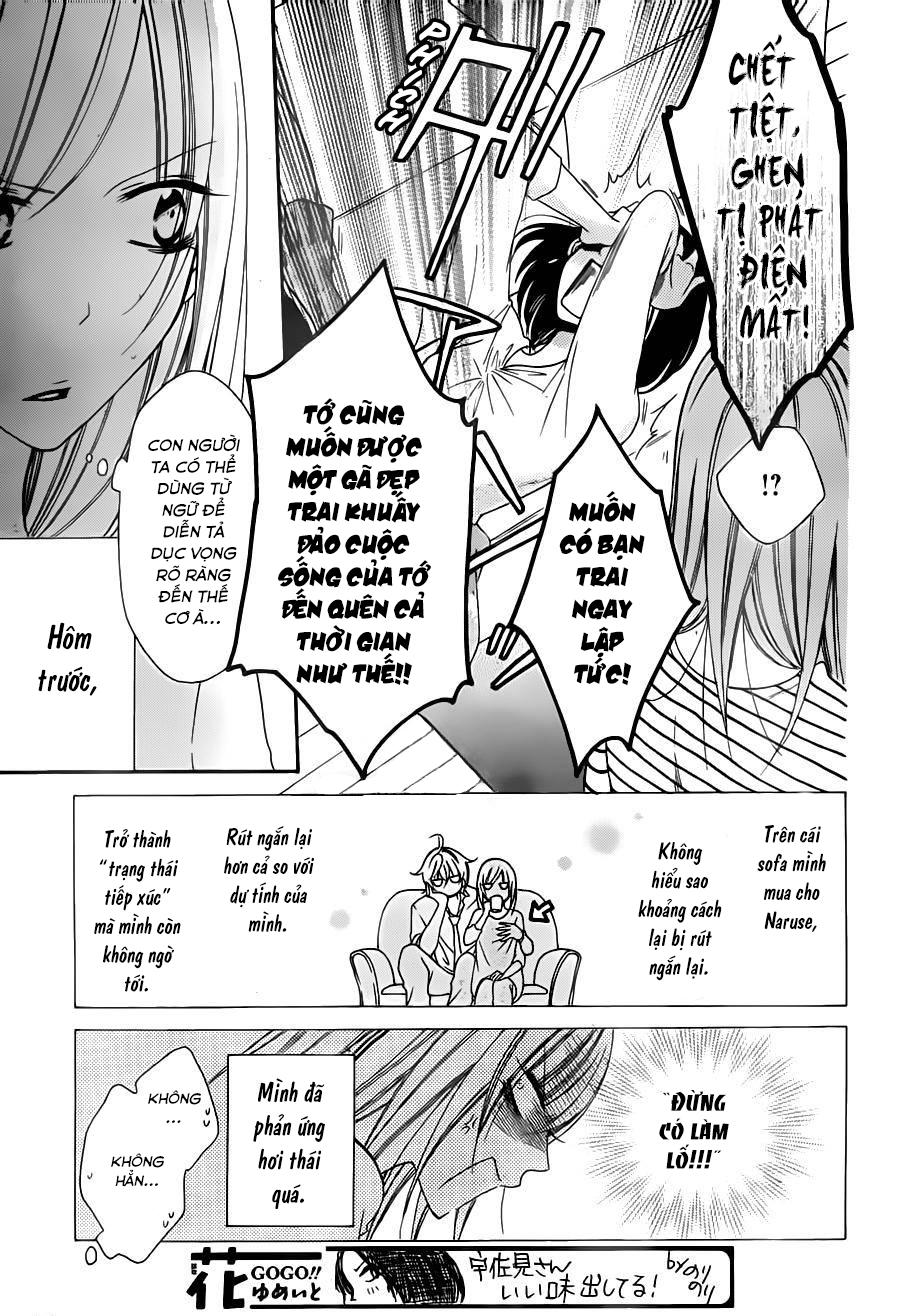 CHẾT
TIỆT,
GHEN
TỊ PHÁT
ĐIÊN
MẤT!
PHỊCH
!?
MUỐN
CÓ BẠN
TRAI
NGAY
LẬP
TỨC!
TỚ CŨNG
MUỐN ĐƯỢC
MỘT GÃ ĐẸP
TRAI KHUẤY
ĐẢO CUỘC
SỐNG CỦA TỚ
ĐẾN QUÊN CẢ
THỜI GIAN
NHƯ THẾ!!
CON NGƯỜI
TA CÓ THỂ
DÙNG TỪ
NGỮ ĐỂ
DIỄN TẢ
DỤC VỌNG
RÕ RÀNG
ĐẾN THẾ
CƠ À...
Hôm
trước,
Trên cái
sofa mình
mua cho
Naruse,
Không
hiểu sao
khoảng cách
lại bị rút
ngắn lại.
Rút ngắn lại
hơn cả so với
dự tính của
mình.
Trở thành
“trạng thái
tiếp xúc”
mà mình còn
không ngờ
tới.
"ĐỪNG
CÓ LÀM
LỐ!!!"
Mình đã
phản ứng
hơi thái
quá.
KHÔNG
...
KHÔNG
HẲN...
花
GOGO!!
ゆめいと
宇佐見さん
いい味出してる!
byのりのり